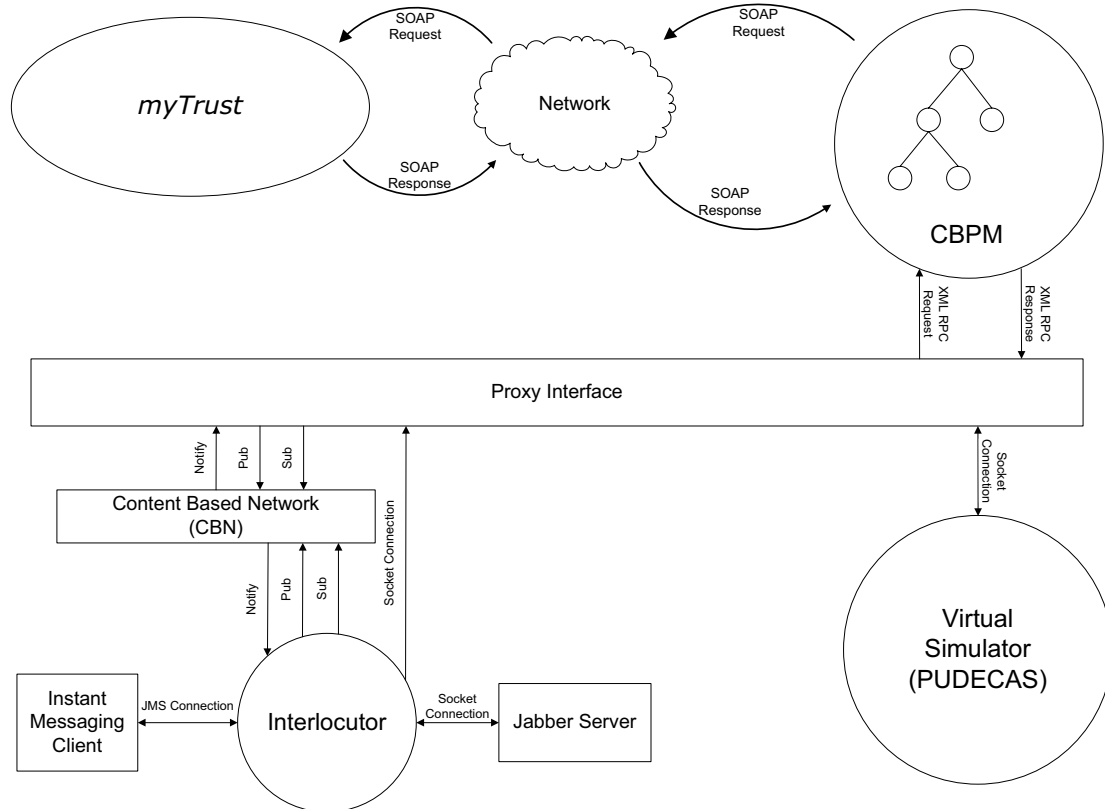 SOAP
Request
SOAP
Request
myTrust
Network
SOAP
Response
SOAP
Response
CBPM
XML RPC
Request
XML RPC
Response
Proxy Interface
Notify
Pub
Sub
Socket Connection
Socket
Connection
Content Based Network
(CBN)
Notify
Pub
Sub
Virtual
Simulator
(PUDECAS)
Instant
Messaging
Client
JMS Connection
Interlocutor
Socket
Connection
Jabber Server